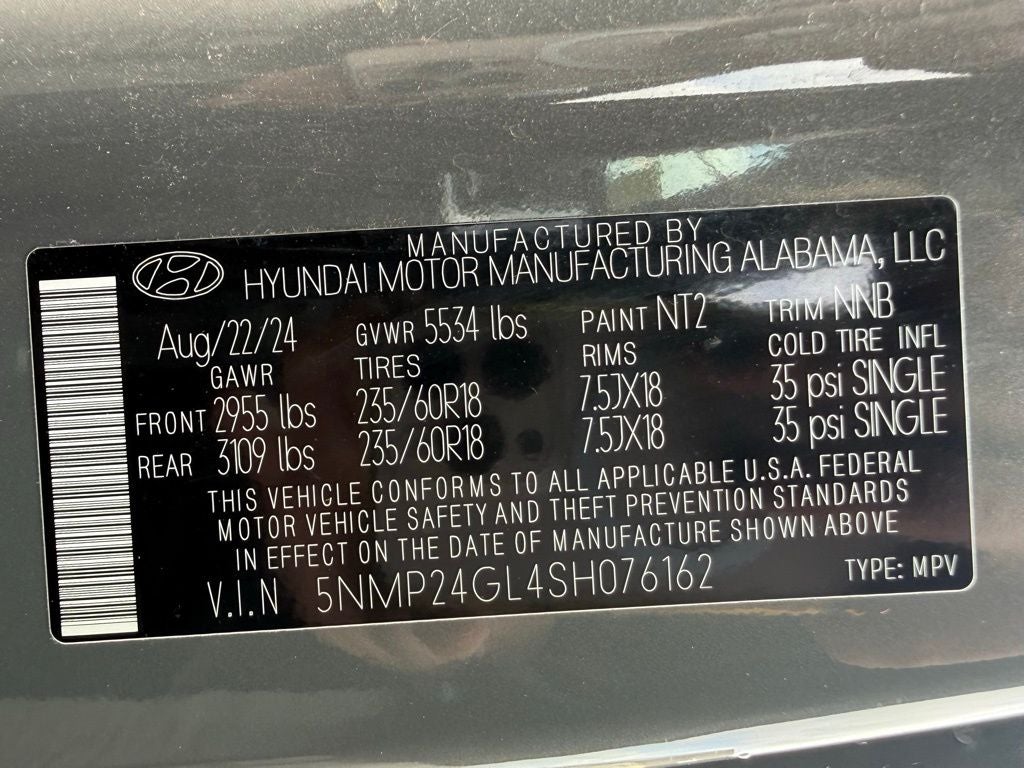 MANUFACTURED BY
HYUNDAI MOTOR MANUFACTURING ALABAMA, LLC
Aug/22/24 GVWR 5534 lbs PAINT NT2 TRIM NNB
GAWR TIRES RIMS COLD TIRE INFL
FRONT 2955 lbs 235/60R18 7.5JX18 35 psi SINGLE
REAR 3109 lbs 235/60R18 7.5JX18 35 psi SINGLE
THIS VEHICLE CONFORMS TO ALL APPLICABLE U.S.A. FEDERAL
MOTOR VEHICLE SAFETY AND THEFT PREVENTION STANDARDS
IN EFFECT ON THE DATE OF MANUFACTURE SHOWN ABOVE
V.I.N 5NMP24GL4SH076162 TYPE: MPV